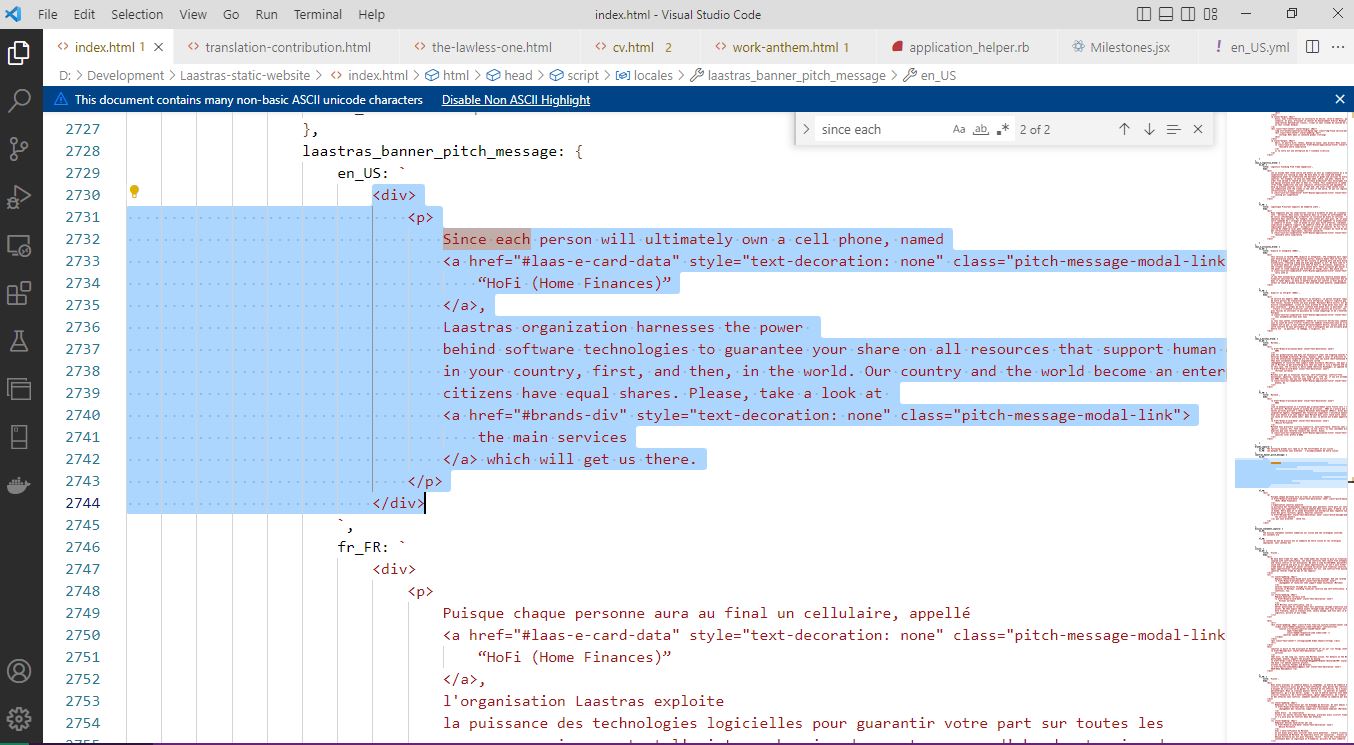 File Edit Selection View Go Run Terminal Help
index.html - Visual Studio Code
index.html 1 translation-contribution.html the-lawless-one.html cv.html 2 work-anthem.html 1 application_helper.rb Milestones.jsx ! en_US.yml
D: > Development > Laastras-static-website > index.html > html > head > script > locales > laastras_banner_pitch_message > en_US
This document contains many non-basic ASCII unicode characters Disable Non ASCII Highlight
since each Aa ab 2 of 2
2727 },
2728 laastras_banner_pitch_message: {
2729 en_US: `
2730 <div>
2731 <p>
2732 Since each person will ultimately own a cell phone, named
2733 <a href="#laas-e-card-data" style="text-decoration: none" class="pitch-message-modal-link
2734 “HoFi (Home Finances)”
2735 </a>,
2736 Laastras organization harnesses the power
2737 behind software technologies to guarantee your share on all resources that support human
2738 in your country, first, and then, in the world. Our country and the world become an enter
2739 citizens have equal shares. Please, take a look at
2740 <a href="#brands-div" style="text-decoration: none" class="pitch-message-modal-link">
2741 the main services
2742 </a> which will get us there.
2743 </p>
2744 </div>
2745 `,
2746 fr_FR: `
2747 <div>
2748 <p>
2749 Puisque chaque personne aura au final un cellulaire, appellé
2750 <a href="#laas-e-card-data" style="text-decoration: none" class="pitch-message-modal-link
2751 “HoFi (Home Finances)”
2752 </a>,
2753 l'organisation Laastras exploite
2754 la puissance des technologies logicielles pour guarantir votre part sur toutes les